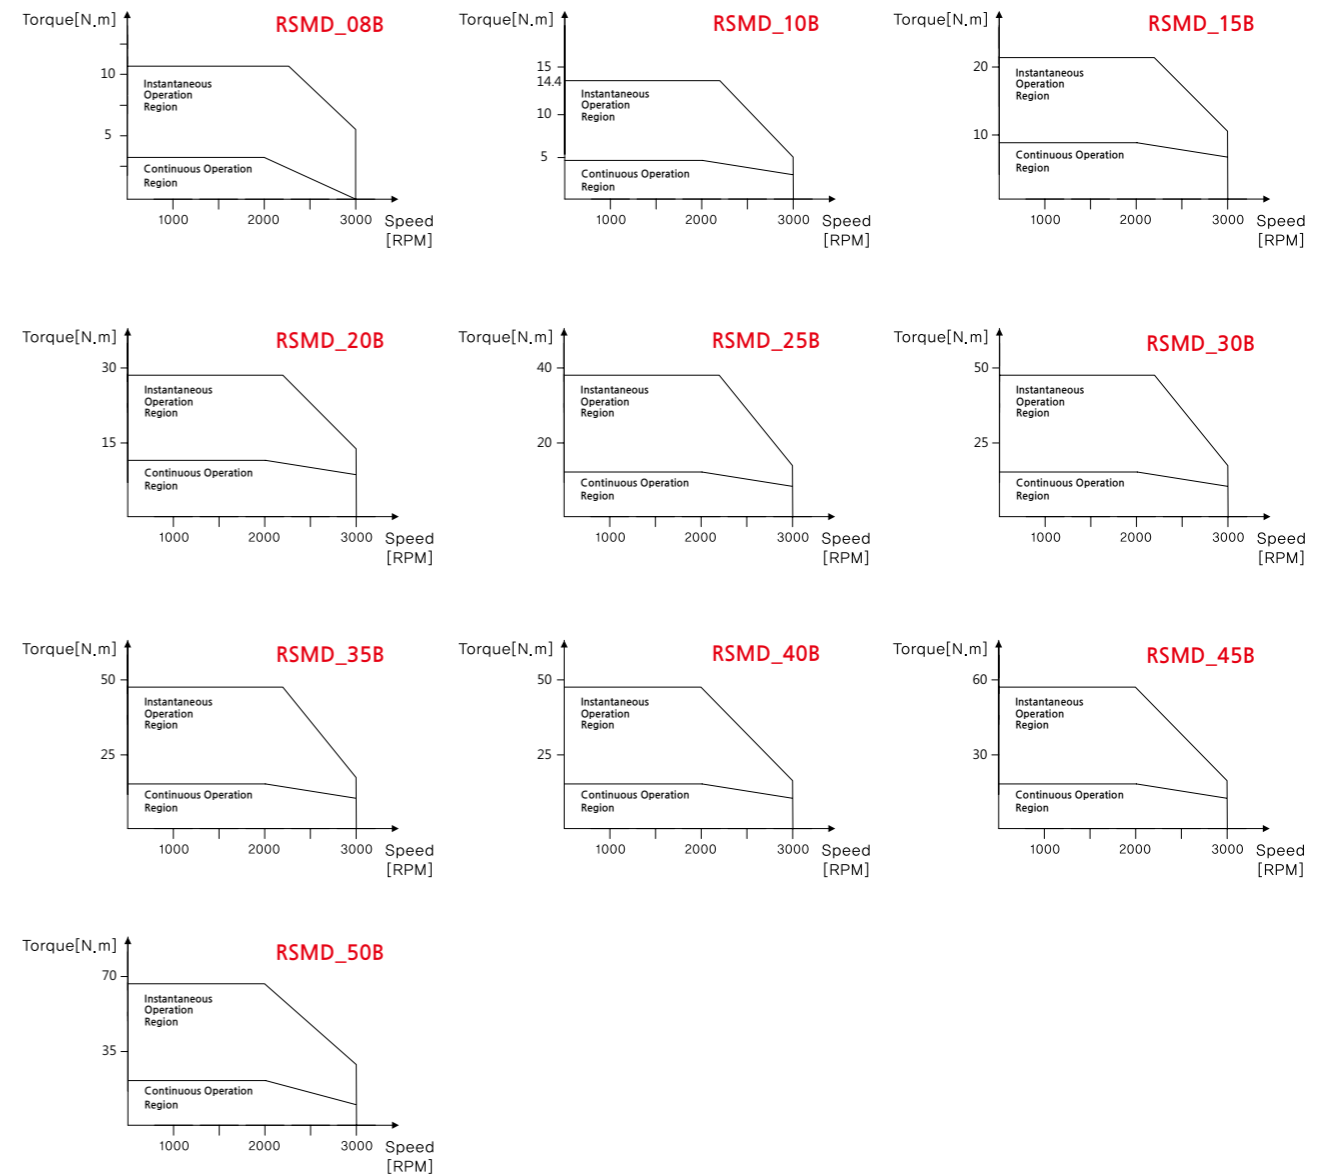 Torque[N.m]
RSMD_08B
10
5
Instantaneous
Operation
Region
Continuous Operation
Region
1000
2000
3000
Speed
[RPM]
Torque[N.m]
RSMD_10B
15
14.4
10
5
Instantaneous
Operation
Region
Continuous Operation
Region
1000
2000
3000
Speed
[RPM]
Torque[N.m]
RSMD_15B
20
10
Instantaneous
Operation
Region
Continuous Operation
Region
1000
2000
3000
Speed
[RPM]
Torque[N.m]
RSMD_20B
30
15
Instantaneous
Operation
Region
Continuous Operation
Region
1000
2000
3000
Speed
[RPM]
Torque[N.m]
RSMD_25B
40
20
Instantaneous
Operation
Region
Continuous Operation
Region
1000
2000
3000
Speed
[RPM]
Torque[N.m]
RSMD_30B
50
25
Instantaneous
Operation
Region
Continuous Operation
Region
1000
2000
3000
Speed
[RPM]
Torque[N.m]
RSMD_35B
50
25
Instantaneous
Operation
Region
Continuous Operation
Region
1000
2000
3000
Speed
[RPM]
Torque[N.m]
RSMD_40B
50
25
Instantaneous
Operation
Region
Continuous Operation
Region
1000
2000
3000
Speed
[RPM]
Torque[N.m]
RSMD_45B
60
30
Instantaneous
Operation
Region
Continuous Operation
Region
1000
2000
3000
Speed
[RPM]
Torque[N.m]
RSMD_50B
70
35
Instantaneous
Operation
Region
Continuous Operation
Region
1000
2000
3000
Speed
[RPM]